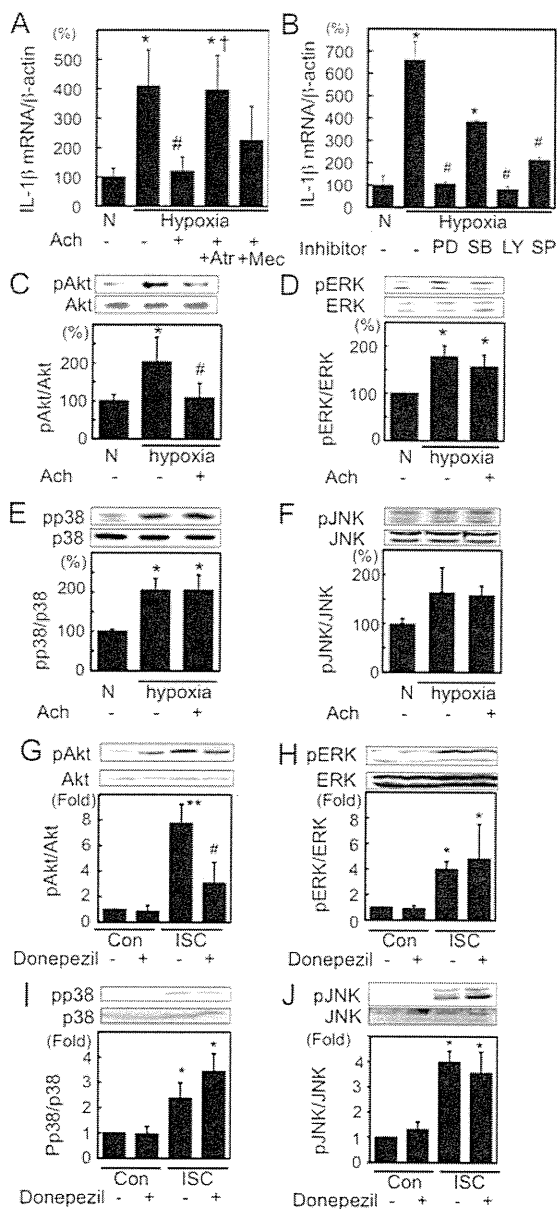 A
(%)
IL-1β mRNA/β-actin
500
400
300
200
100
0
* 
#
*†
N
Hypoxia
Ach - - + + +
+Atr +Mec
B
(%)
IL-1β mRNA/β-actin
700
600
500
400
300
200
100
0
*
#
*
#
#
N
Hypoxia
Inhibitor - - PD SB LY SP
C
pAkt
Akt
(%)
pAkt/Akt
200
100
0
*
#
N
hypoxia
Ach - - +
D
pERK
ERK
(%)
pERK/ERK
200
100
0
*
*
N
hypoxia
Ach - - +
E
pp38
p38
(%)
pp38/p38
200
100
0
*
*
N
hypoxia
Ach - - +
F
pJNK
JNK
(%)
pJNK/JNK
200
100
0
N
hypoxia
Ach - - +
G
pAkt
Akt
(Fold)
pAkt/Akt
8
6
4
2
0
**
#
Con ISC
Donepezil - + - +
H
pERK
ERK
(Fold)
pERK/ERK
8
6
4
2
0
*
*
Con ISC
Donepezil - + - +
I
pp38
p38
(Fold)
Pp38/p38
4
3
2
1
0
*
*
Con ISC
Donepezil - + - +
J
pJNK
JNK
(Fold)
pJNK/JNK
4
3
2
1
0
*
*
Con ISC
Donepezil - + - +